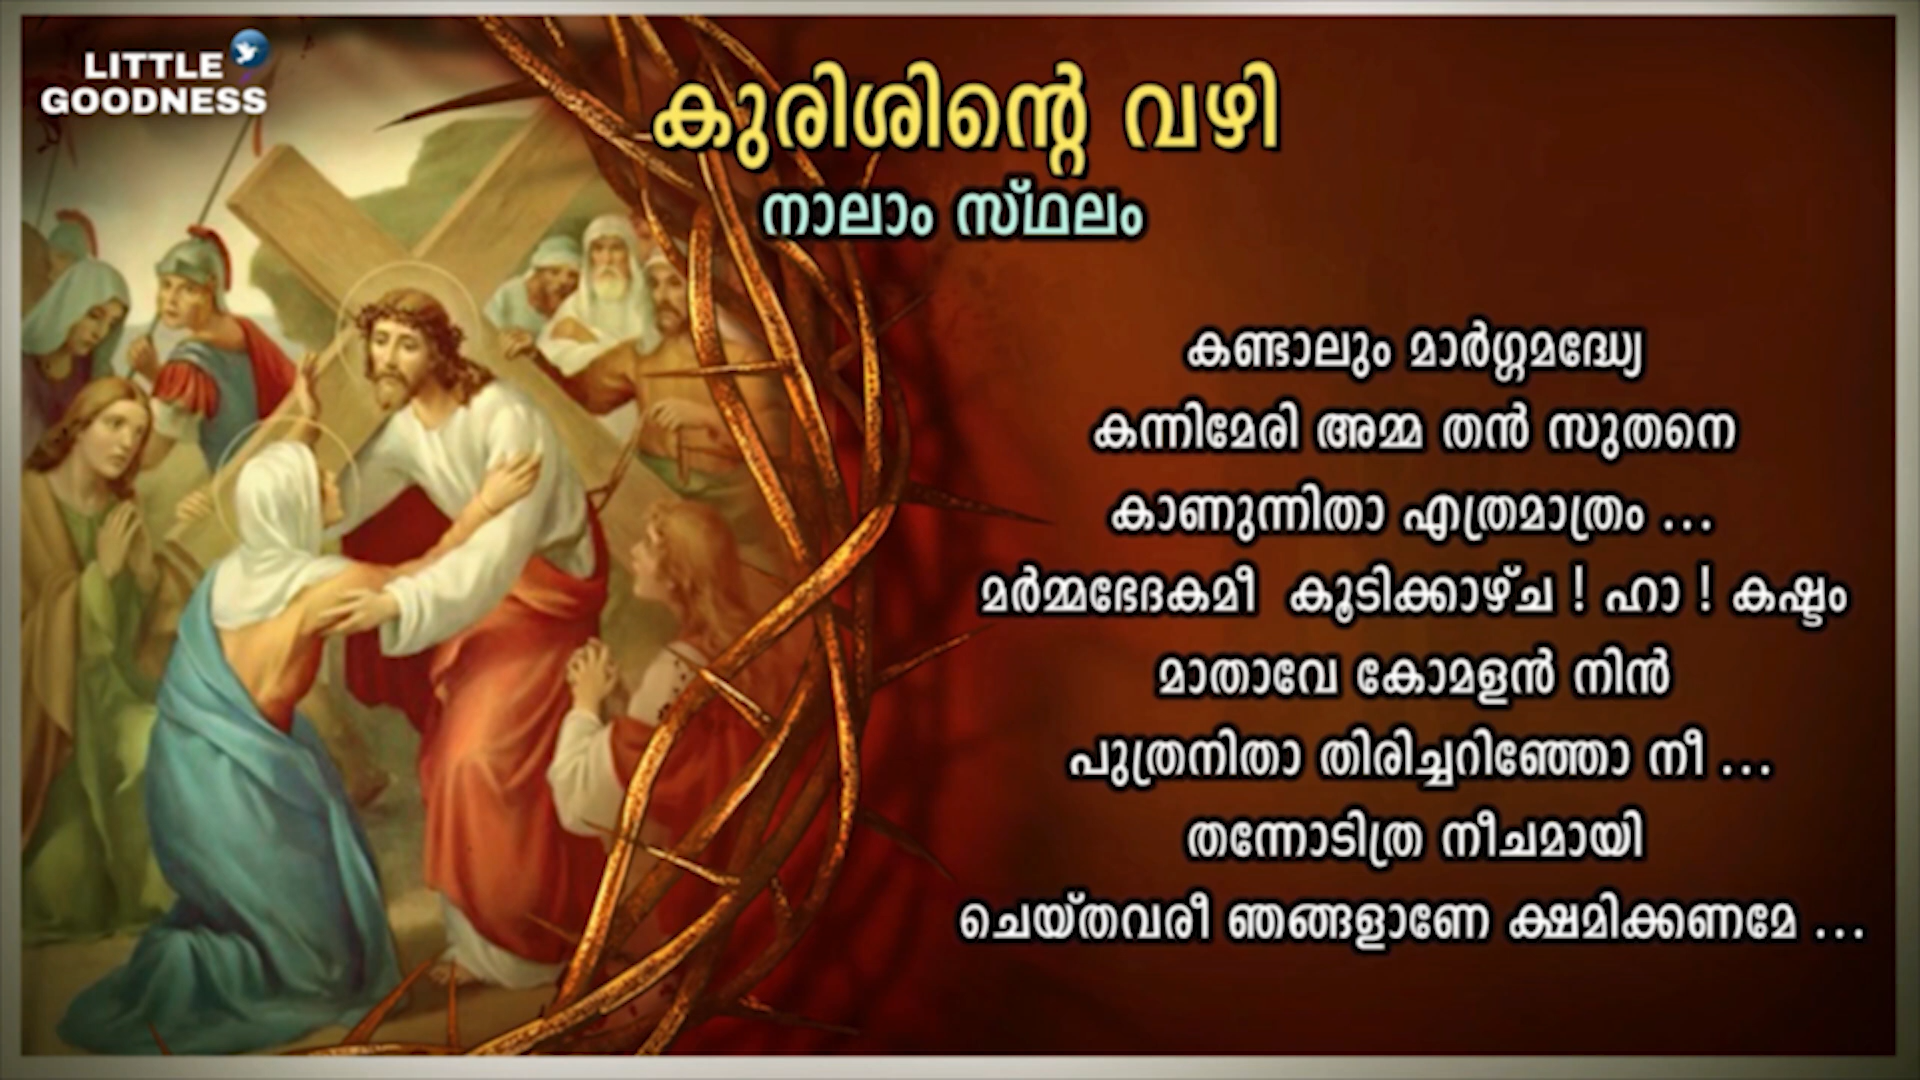 LITTLE
GOODNESS
കുരിശിന്റെ വഴി
നാലാം സ്ഥലം
കണ്ടാലും മാർഗ്ഗമദ്ധ്യേ
കന്നിമേരി അമ്മ തൻ സുതനെ
കാണുന്നിതാ എത്രമാത്രം ...
മർമ്മഭേദകമീ കൂടിക്കാഴ്ച ! ഹാ ! കഷ്ടം
മാതാവേ കോമളൻ നിൻ
പുത്രനിതാ തിരിച്ചറിഞ്ഞോ നീ ...
തന്നോടിത്ര നീചമായി
ചെയ്തവരീ ഞങ്ങളാണേ ക്ഷമിക്കണമേ ...